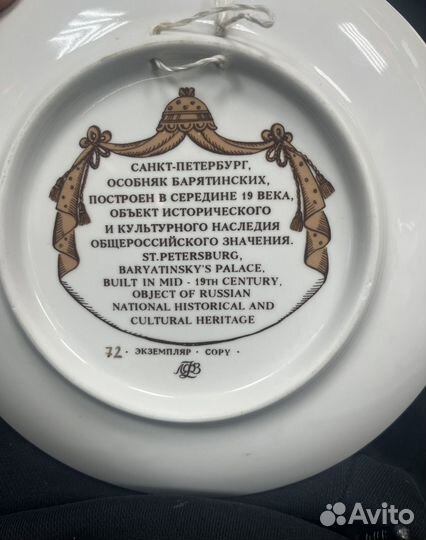 САНКТ-ПЕТЕРБУРГ,
ОСОБНЯК БАРЯТИНСКИХ,
ПОСТРОЕН В СЕРЕДИНЕ 19 ВЕКА,
ОБЪЕКТ ИСТОРИЧЕСКОГО
И КУЛЬТУРНОГО НАСЛЕДИЯ
ОБЩЕРОССИЙСКОГО ЗНАЧЕНИЯ.
ST.PETERSBURG,
BARYATINSKY'S PALACE,
BUILT IN MID - 19TH CENTURY,
OBJECT OF RUSSIAN
NATIONAL HISTORICAL AND
CULTURAL HERITAGE
72 · ЭКЗЕМПЛЯР · COPY ·
ЛФЗ
Avito